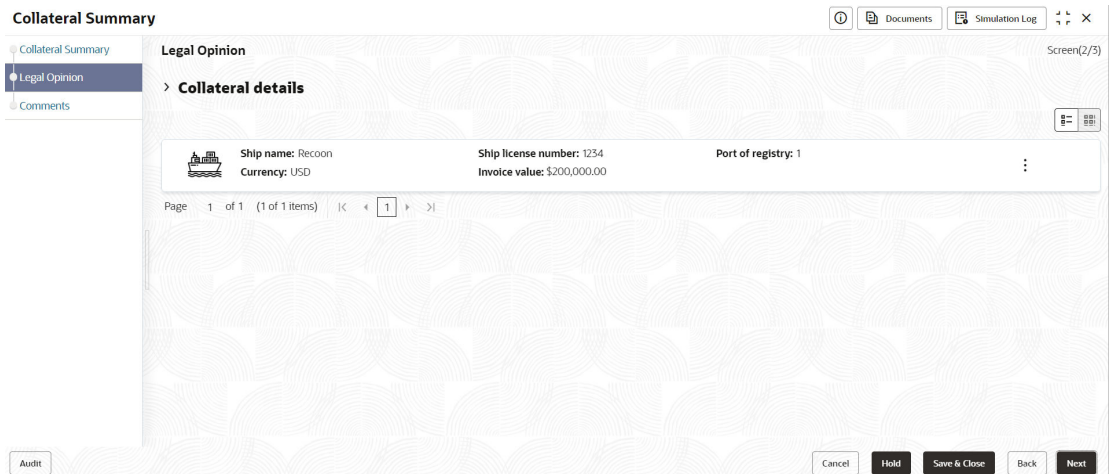 Collateral Summary
Documents
Simulation Log
Collateral Summary
Legal Opinion
Comments
Legal Opinion
Screen(2/3)
Collateral details
Ship name: Recoon
Ship license number: 1234
Port of registry: 1
Currency: USD
Invoice value: $200,000.00
Page 1 of 1 (1 of 1 items) 1
Audit
Cancel
Hold
Save & Close
Back
Next